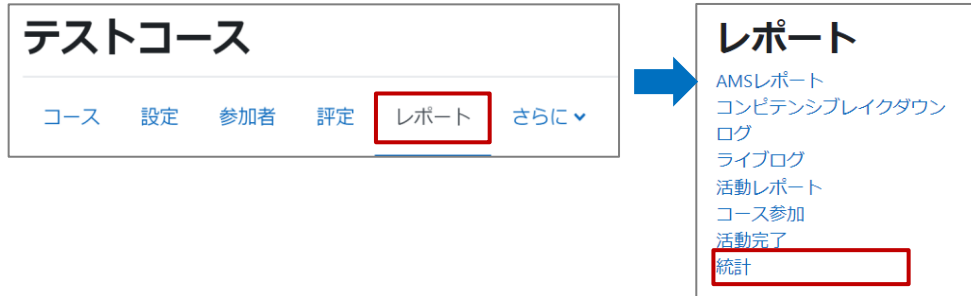 テストコース
コース 設定 参加者 評定 レポート さらに
レポート
AMSレポート
コンピテンシブレイクダウン
ログ
ライブログ
活動レポート
コース参加
活動完了
統計